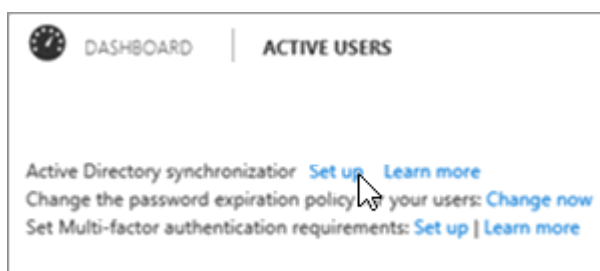 DASHBOARD | ACTIVE USERS
Active Directory synchronization Set up Learn more
Change the password expiration policy your users: Change now
Set Multi-factor authentication requirements: Set up | Learn more